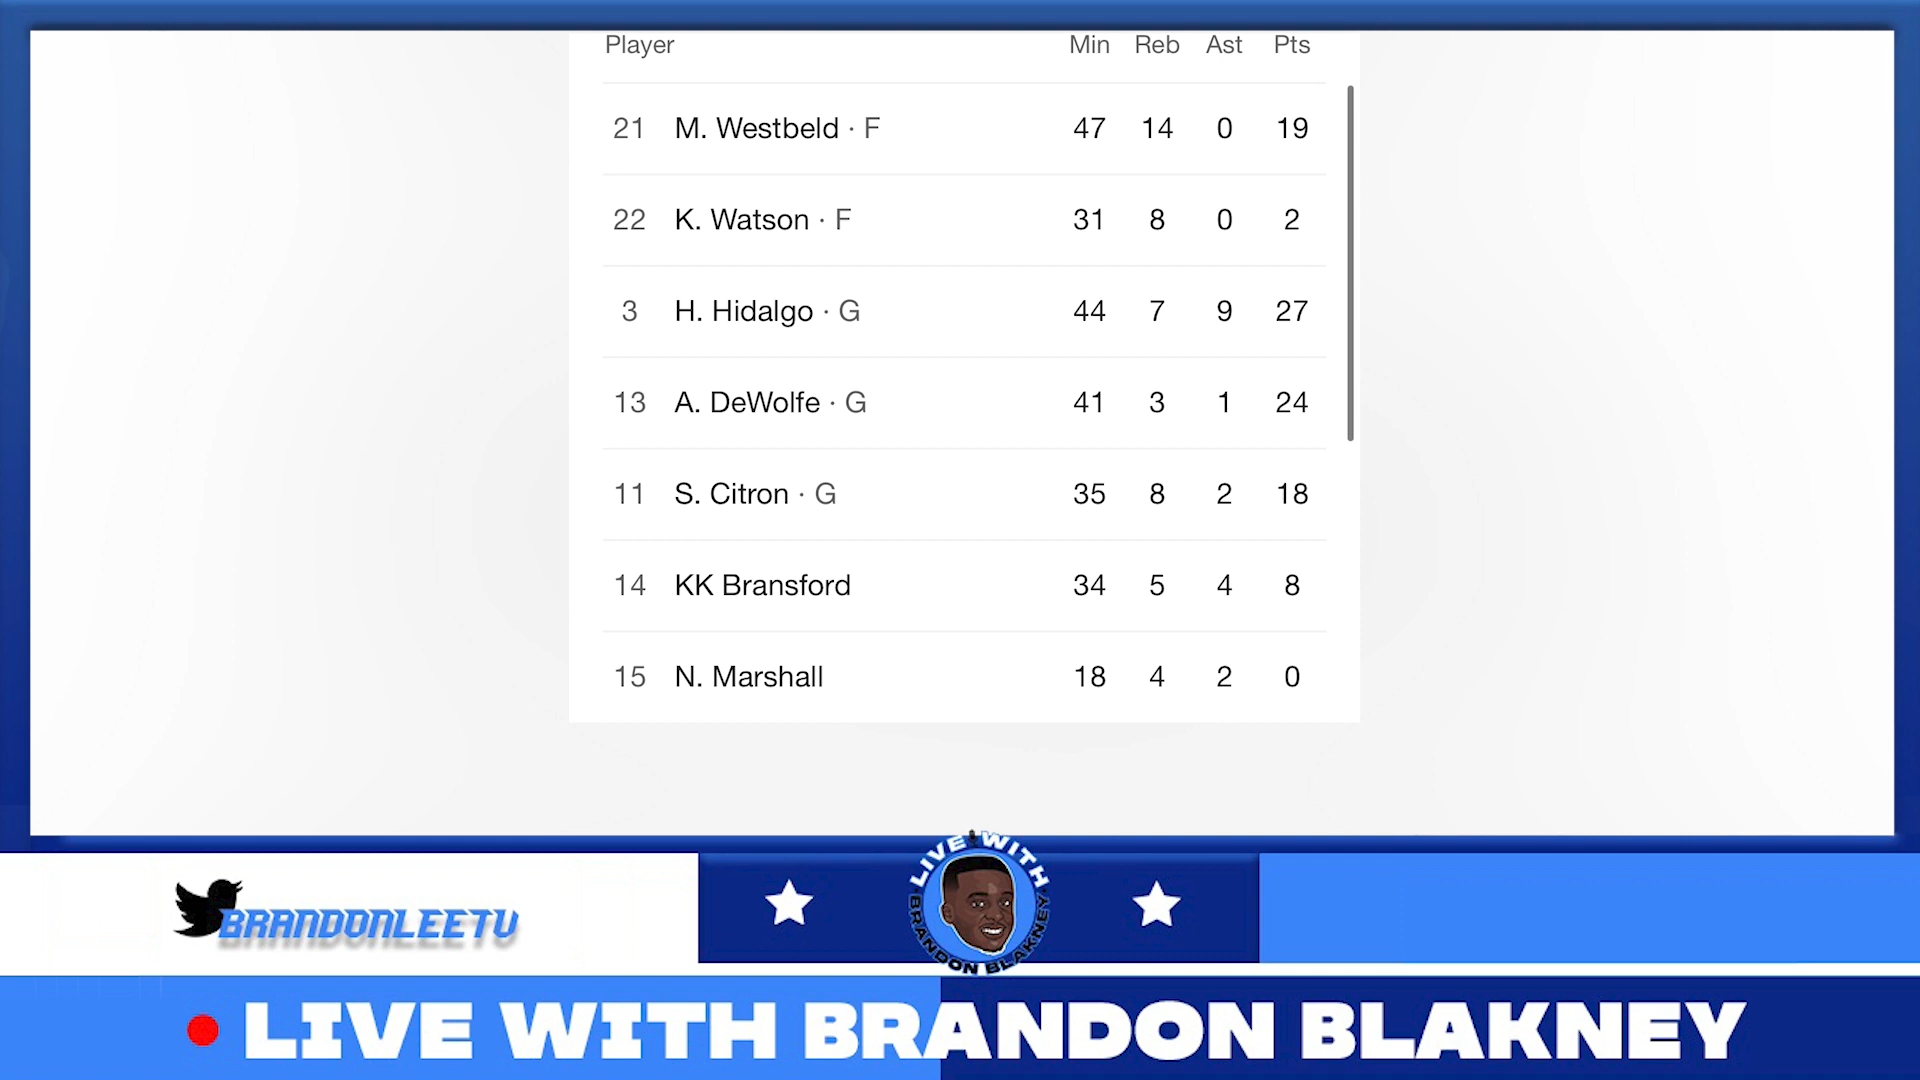 Player Min Reb Ast Pts
21 M. Westbeld · F 47 14 0 19
22 K. Watson · F 31 8 0 2
3 H. Hidalgo · G 44 7 9 27
13 A. DeWolfe · G 41 3 1 24
11 S. Citron · G 35 8 2 18
14 KK Bransford 34 5 4 8
15 N. Marshall 18 4 2 0
LIVE WITH
BRANDON BLAKNEY
BRANDONLEETV
LIVE WITH BRANDON BLAKNEY